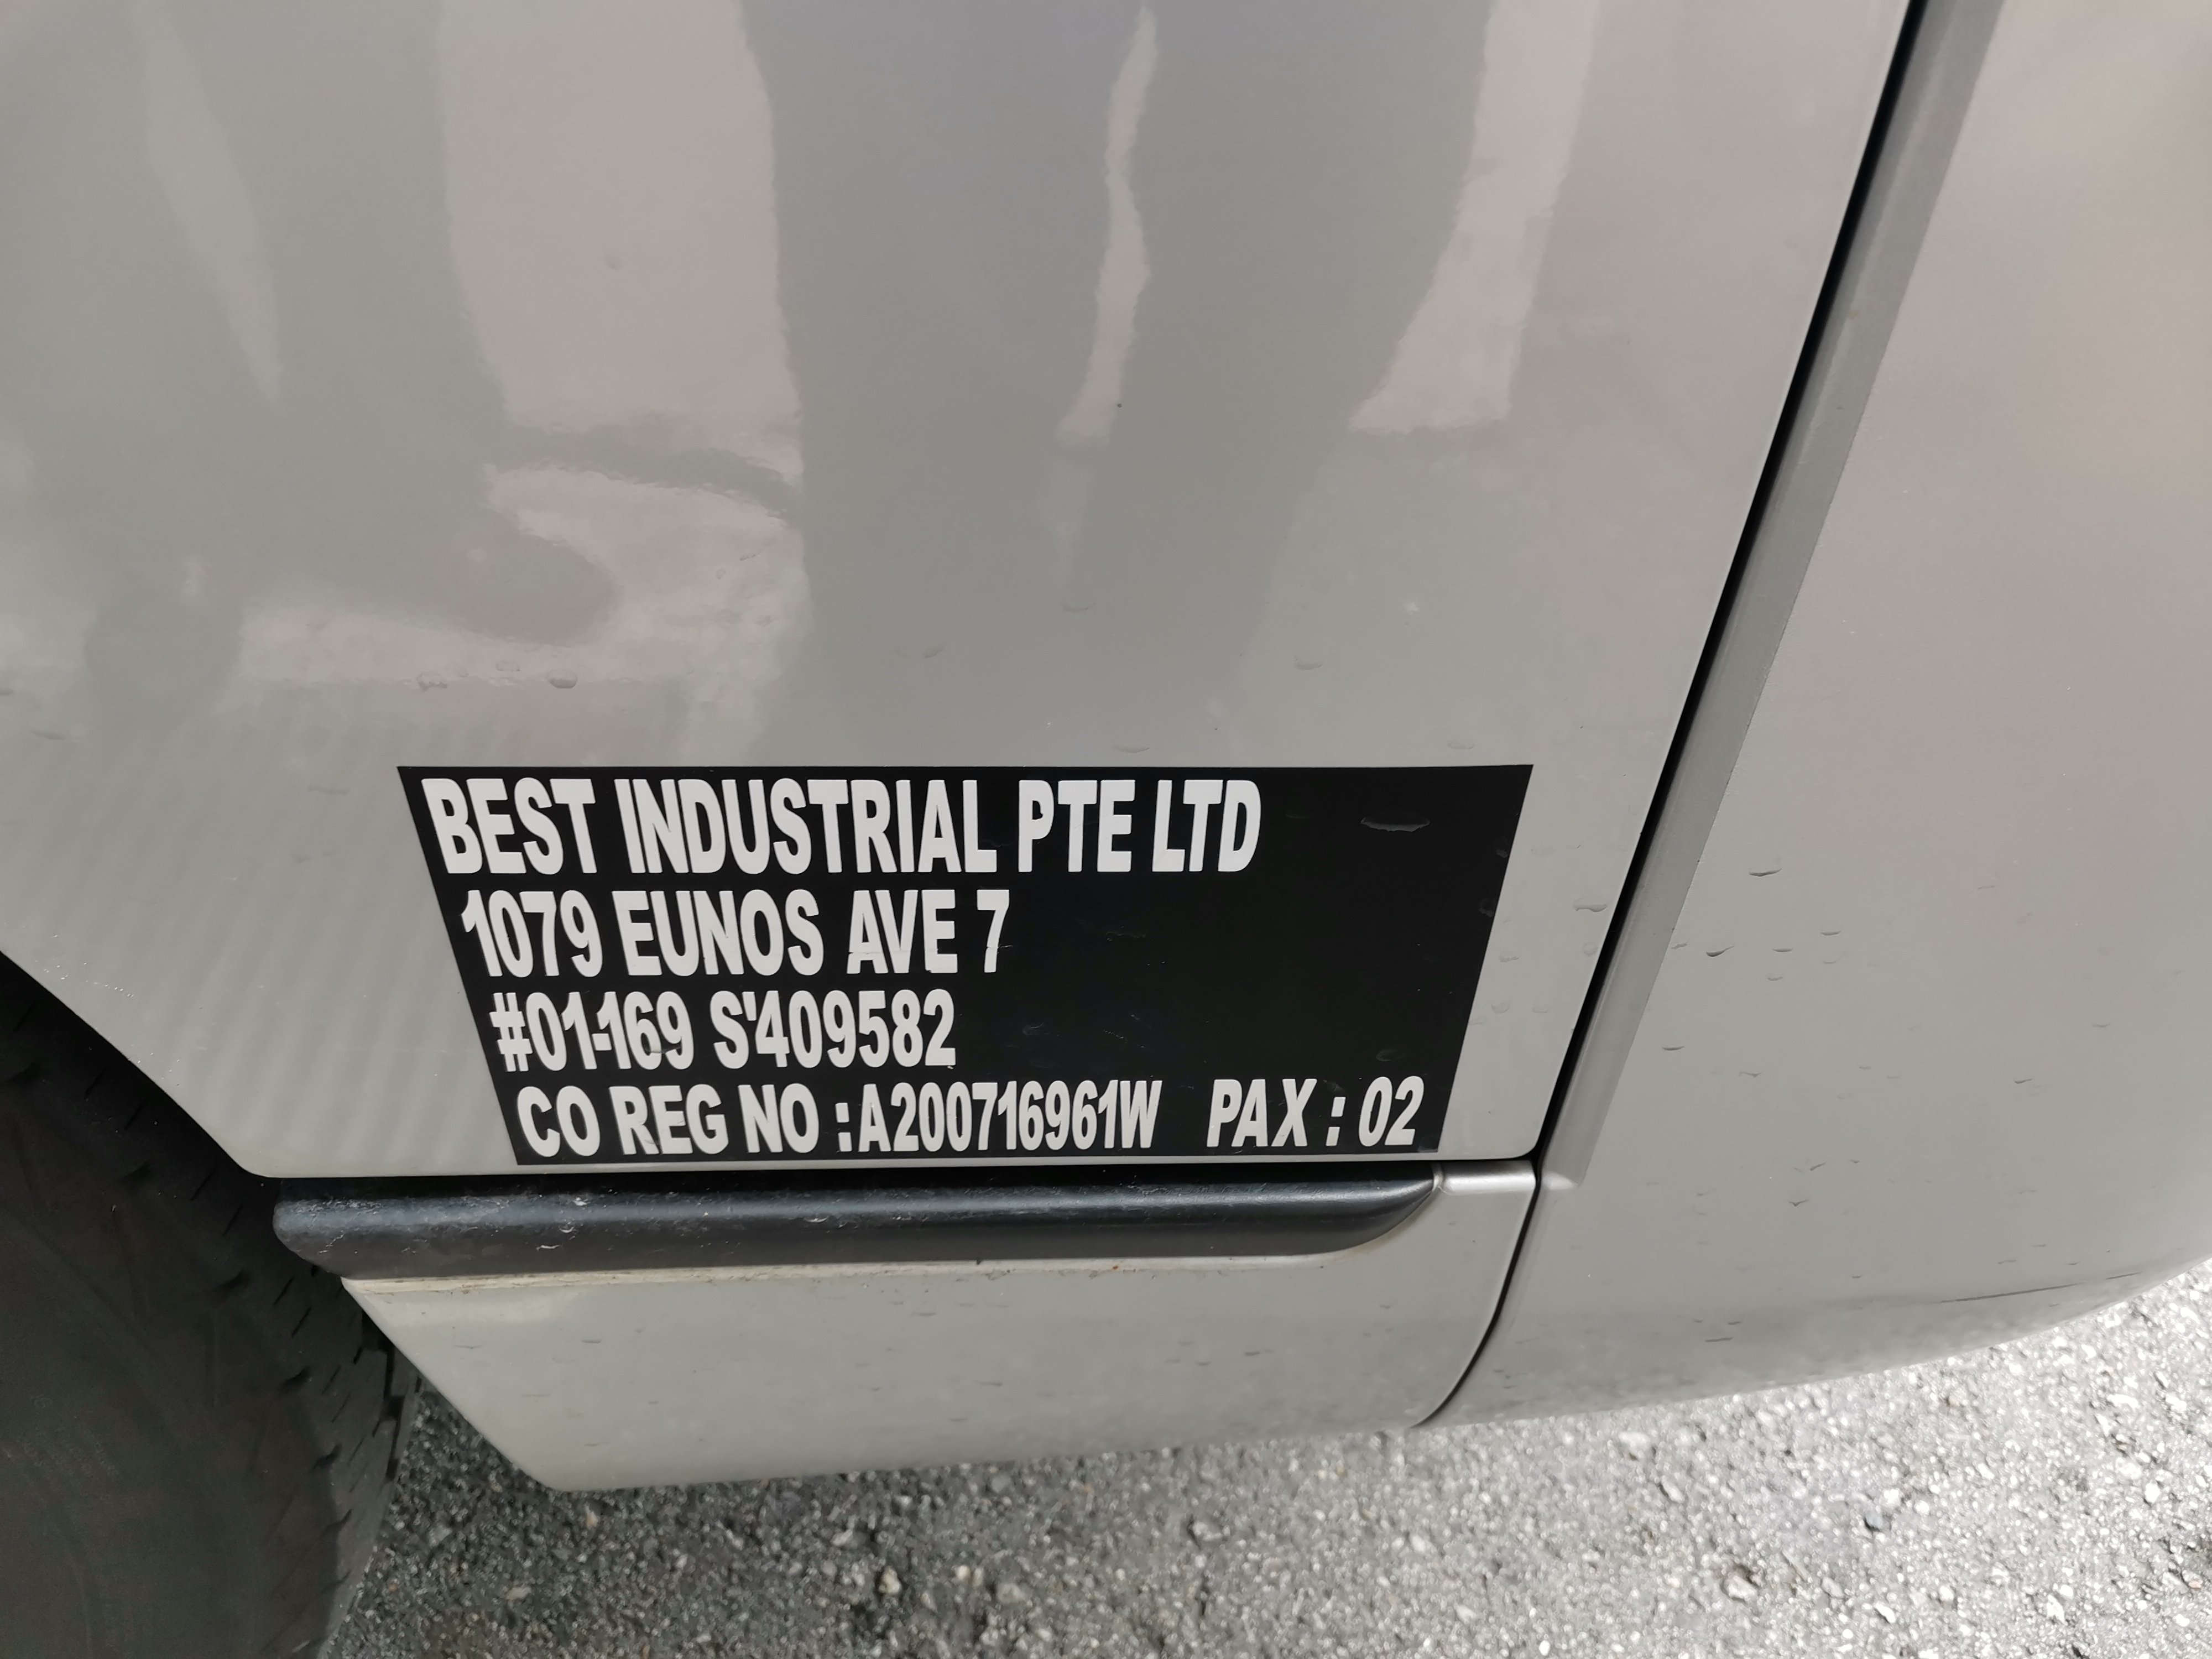 BEST INDUSTRIAL PTE LTD
1079 EUNOS AVE 7
#01-169 S'409582
CO REG NO :A200716961W PAX : 02